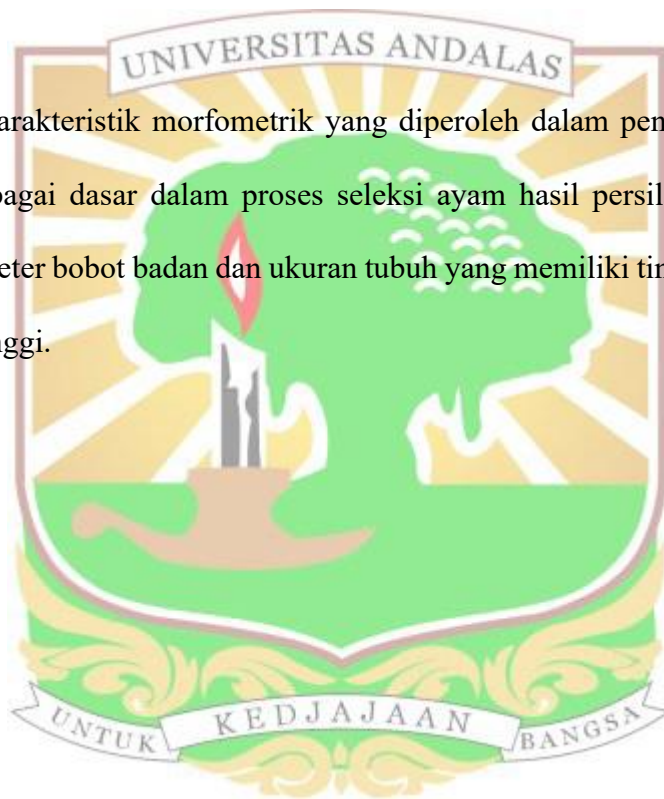 UNIVERSITAS ANDALAS
arakteristik morfometrik yang diperoleh dalam pen
bagai dasar dalam proses seleksi ayam hasil persil
eter bobot badan dan ukuran tubuh yang memiliki tin
nggi.
UNTUK KEDJAJAAN BANGSA